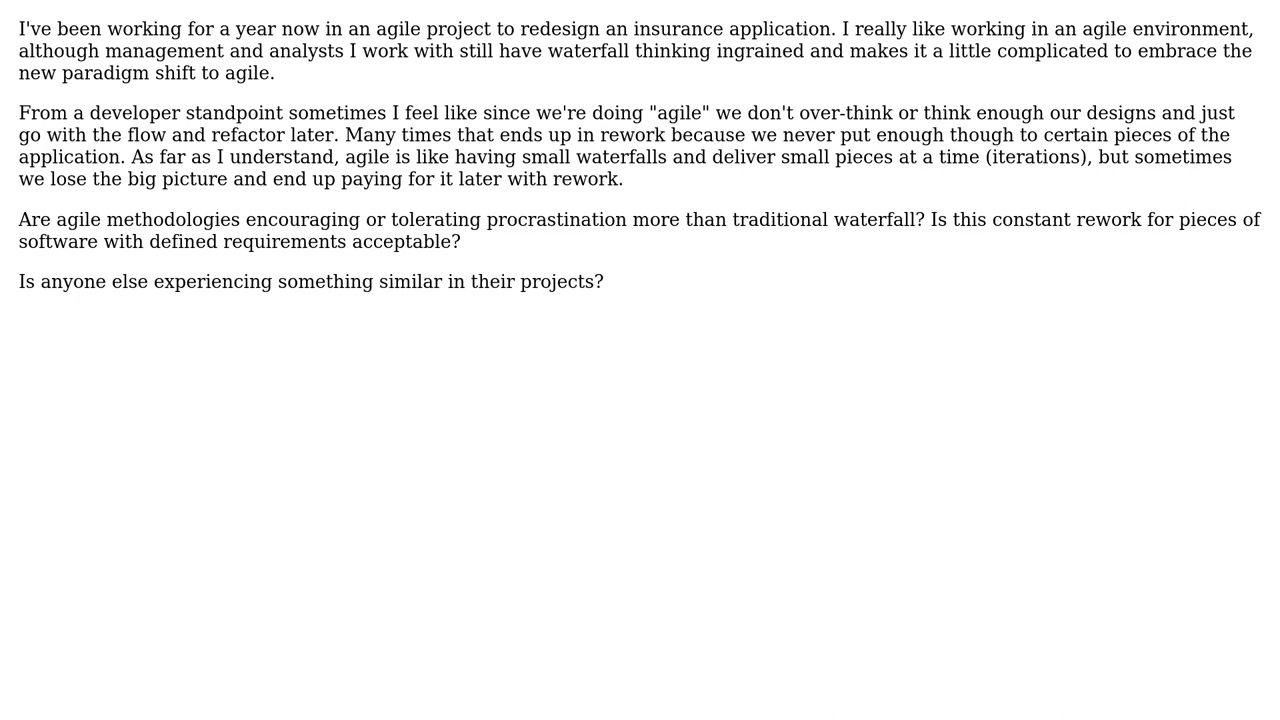 I've been working for a year now in an agile project to redesign an insurance application. I really like working in an agile environment,
although management and analysts I work with still have waterfall thinking ingrained and makes it a little complicated to embrace the
new paradigm shift to agile.
From a developer standpoint sometimes I feel like since we're doing "agile" we don't over-think or think enough our designs and just
go with the flow and refactor later. Many times that ends up in rework because we never put enough though to certain pieces of the
application. As far as I understand, agile is like having small waterfalls and deliver small pieces at a time (iterations), but sometimes
we lose the big picture and end up paying for it later with rework.
Are agile methodologies encouraging or tolerating procrastination more than traditional waterfall? Is this constant rework for pieces of
software with defined requirements acceptable?
Is anyone else experiencing something similar in their projects?